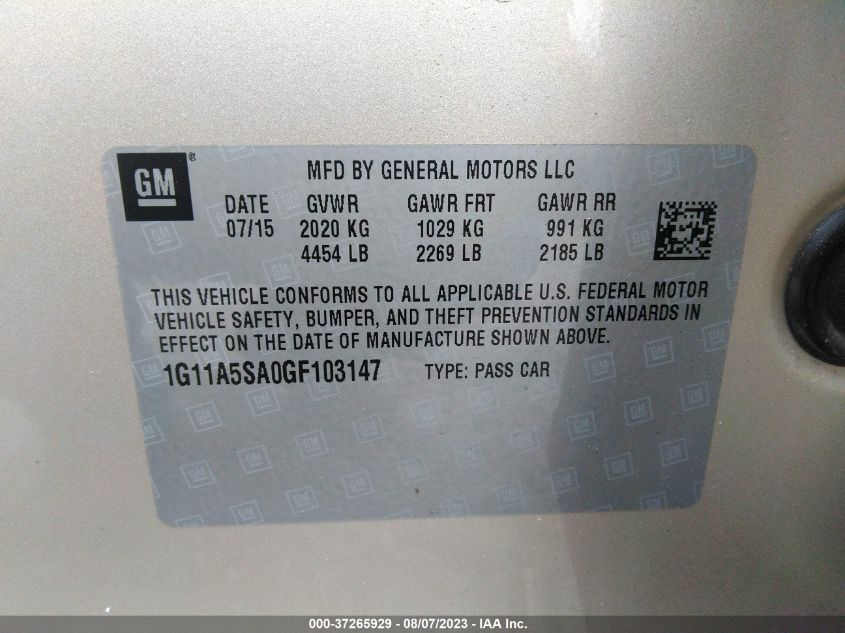 GM ®
MFD BY GENERAL MOTORS LLC
DATE GVWR GAWR FRT GAWR RR
07/15 2020 KG 1029 KG 991 KG
4454 LB 2269 LB 2185 LB
THIS VEHICLE CONFORMS TO ALL APPLICABLE U.S. FEDERAL MOTOR
VEHICLE SAFETY, BUMPER, AND THEFT PREVENTION STANDARDS IN
EFFECT ON THE DATE OF MANUFACTURE SHOWN ABOVE.
1G11A5SA0GF103147 TYPE: PASS CAR
000-37265929 - 08/07/2023 - IAA Inc.